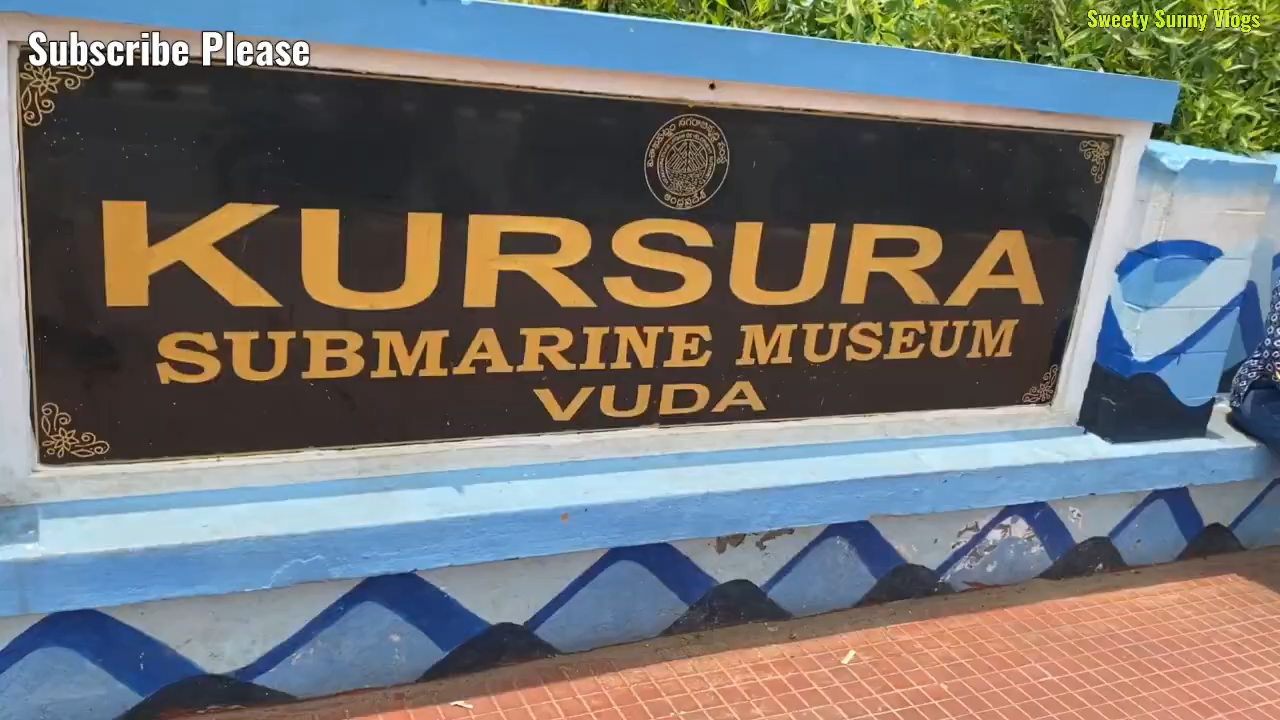 Subscribe Please
Sweety Sunny Vlogs
KURSURA
SUBMARINE MUSEUM
VUDA